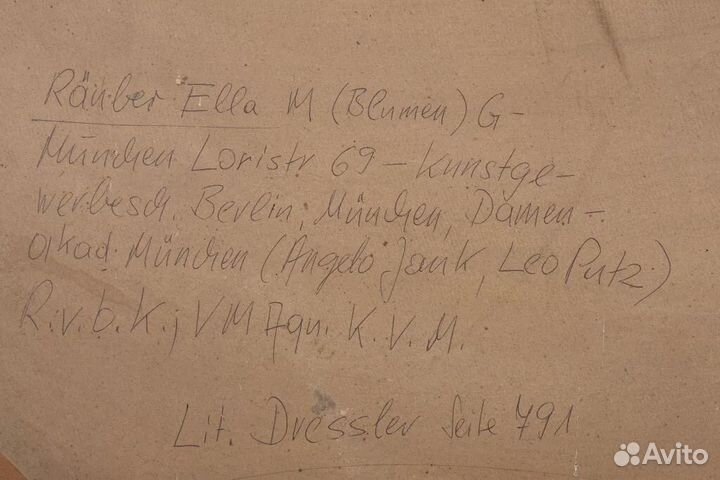 Räuber Ella M (Blumen) G-
München Loristr 69 - Kunstge-
werbesch. Berlin, München, Damen-
akad. München (Angelo Jank, Leo Putz)
R.v.b.K.; VM K.V.M.
Lit. Dressler Seite 791
Avito